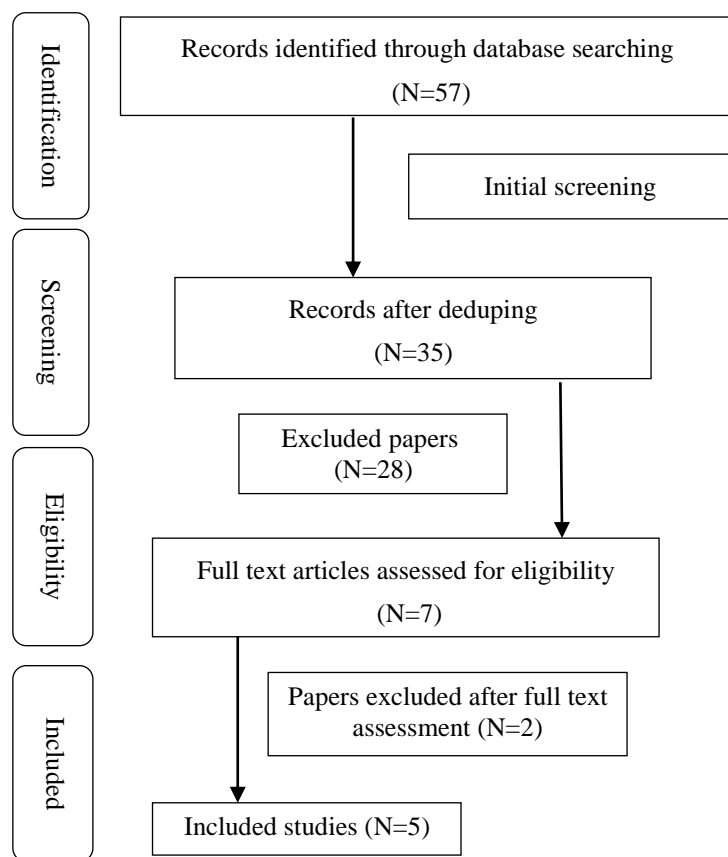 Identification
Records identified through database searching
(N=57)
Initial screening
Screening
Records after deduping
(N=35)
Excluded papers
(N=28)
Eligibility
Full text articles assessed for eligibility
(N=7)
Included
Papers excluded after full text
assessment (N=2)
Included studies (N=5)